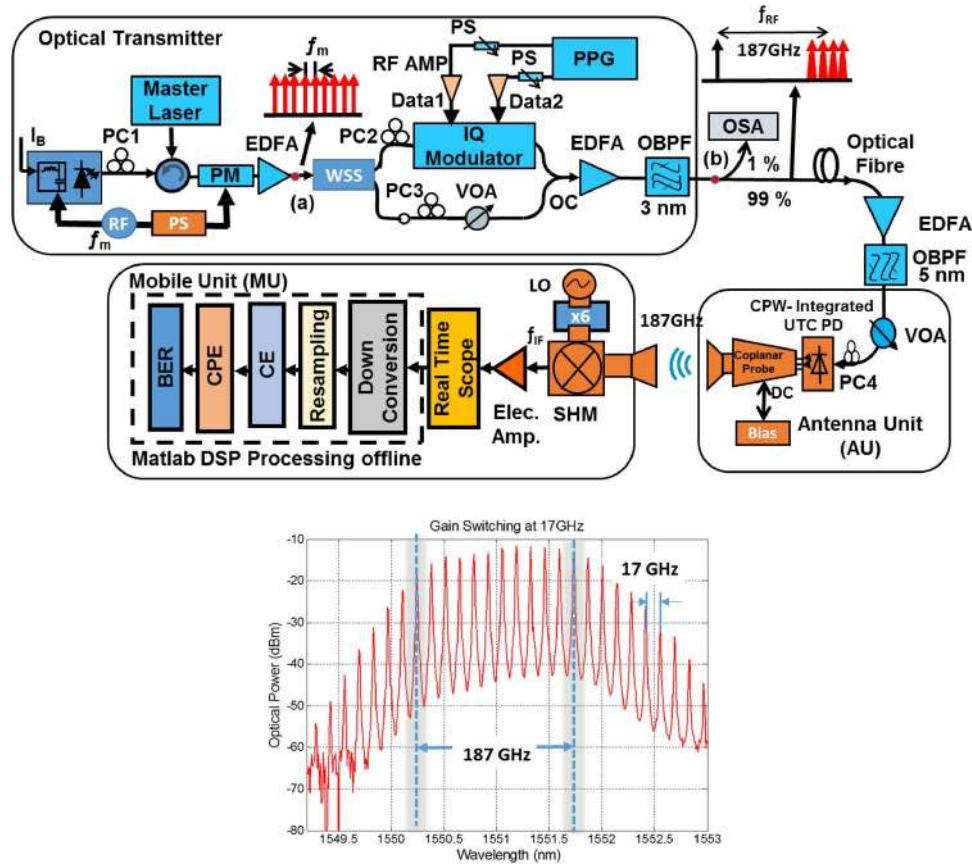 Optical Transmitter
Master
Laser
I_B
PC1
EDFA
f_m
PM
(a)
WSS
RF
PS
f_m
RF AMP
PS
PS
PPG
Data1
Data2
PC2
IQ
Modulator
PC3
VOA
OC
EDFA
OBPF
3 nm
(b)
OSA
1 %
99 %
f_RF
187GHz
Optical
Fibre
EDFA
OBPF
5 nm
VOA
CPW- Integrated
UTC PD
Coplanar
Probe
DC
PC4
Bias
Antenna Unit
(AU)
Mobile Unit (MU)
BER
CPE
CE
Resampling
Down
Conversion
Real Time
Scope
Matlab DSP Processing offline
f_IF
Elec.
Amp.
LO
x6
SHM
187GHz
Gain Switching at 17GHz
Optical Power (dBm)
-10
-20
-30
-40
-50
-60
-70
-80
17 GHz
187 GHz
1549.5
1550
1550.5
1551
1551.5
1552
1552.5
1553
Wavelength (nm)